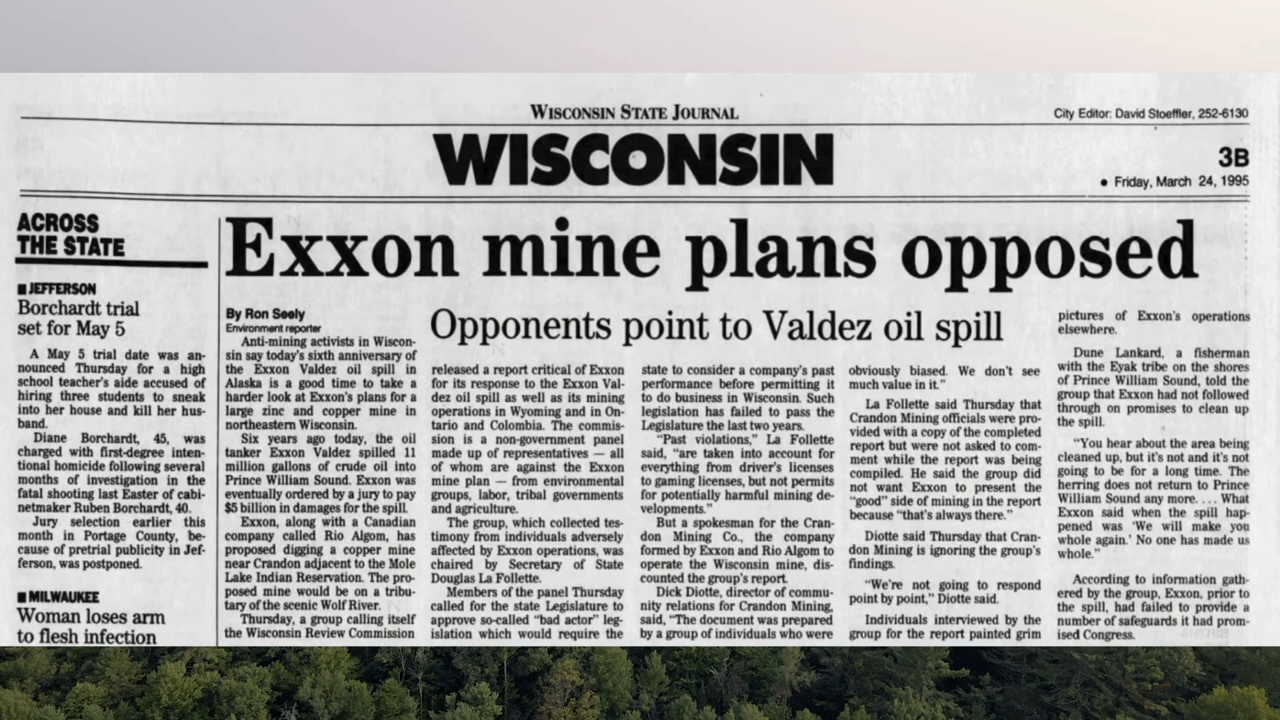 WISCONSIN STATE JOURNAL
City Editor: David Stoeffler, 252-6130
WISCONSIN
3B
• Friday, March 24, 1995
ACROSS
THE STATE
■ JEFFERSON
Borchardt trial
set for May 5
A May 5 trial date was an-
nounced Thursday for a high
school teacher's aide accused of
hiring three students to sneak
into her house and kill her hus-
band.
Diane Borchardt, 45, was
charged with first-degree inten-
tional homicide following several
months of investigation in the
fatal shooting last Easter of cabi-
netmaker Ruben Borchardt, 40.
Jury selection earlier this
month in Portage County, be-
cause of pretrial publicity in Jef-
ferson, was postponed.
■ MILWAUKEE
Woman loses arm
to flesh infection
Exxon mine plans opposed
Opponents point to Valdez oil spill
By Ron Seely
Environment reporter
Anti-mining activists in Wiscon-
sin say today's sixth anniversary of
the Exxon Valdez oil spill in
Alaska is a good time to take a
harder look at Exxon's plans for a
large zinc and copper mine in
northeastern Wisconsin.
Six years ago today, the oil
tanker Exxon Valdez spilled 11
million gallons of crude oil into
Prince William Sound. Exxon was
eventually ordered by a jury to pay
$5 billion in damages for the spill.
Exxon, along with a Canadian
company called Rio Algom, has
proposed digging a copper mine
near Crandon adjacent to the Mole
Lake Indian Reservation. The pro-
posed mine would be on a tribu-
tary of the scenic Wolf River.
Thursday, a group calling itself
the Wisconsin Review Commission
released a report critical of Exxon
for its response to the Exxon Val-
dez oil spill as well as its mining
operations in Wyoming and in On-
tario and Colombia. The commis-
sion is a non-government panel
made up of representatives — all
of whom are against the Exxon
mine plan — from environmental
groups, labor, tribal governments
and agriculture.
The group, which collected tes-
timony from individuals adversely
affected by Exxon operations, was
chaired by Secretary of State
Douglas La Follette.
Members of the panel Thursday
called for the state Legislature to
approve so-called "bad actor" leg-
islation which would require the
state to consider a company's past
performance before permitting it
to do business in Wisconsin. Such
legislation has failed to pass the
Legislature the last two years.
"Past violations," La Follette
said, "are taken into account for
everything from driver's licenses
to gaming licenses, but not permits
for potentially harmful mining de-
velopments."
But a spokesman for the Cran-
don Mining Co., the company
formed by Exxon and Rio Algom to
operate the Wisconsin mine, dis-
counted the group's report.
Dick Diotte, director of commu-
nity relations for Crandon Mining,
said, "The document was prepared
by a group of individuals who were
obviously biased. We don't see
much value in it."
La Follette said Thursday that
Crandon Mining officials were pro-
vided with a copy of the completed
report but were not asked to com-
ment while the report was being
compiled. He said the group did
not want Exxon to present the
"good" side of mining in the report
because "that's always there."
Diotte said Thursday that Cran-
don Mining is ignoring the group's
findings.
"We're not going to respond
point by point," Diotte said.
Individuals interviewed by the
group for the report painted grim
pictures of Exxon's operations
elsewhere.
Dune Lankard, a fisherman
with the Eyak tribe on the shores
of Prince William Sound, told the
group that Exxon had not followed
through on promises to clean up
the spill.
"You hear about the area being
cleaned up, but it's not and it's not
going to be for a long time. The
herring does not return to Prince
William Sound any more. . . . What
Exxon said when the spill hap-
pened was 'We will make you
whole again.' No one has made us
whole."
According to information gath-
ered by the group, Exxon, prior to
the spill, had failed to provide a
number of safeguards it had prom-
ised Congress.